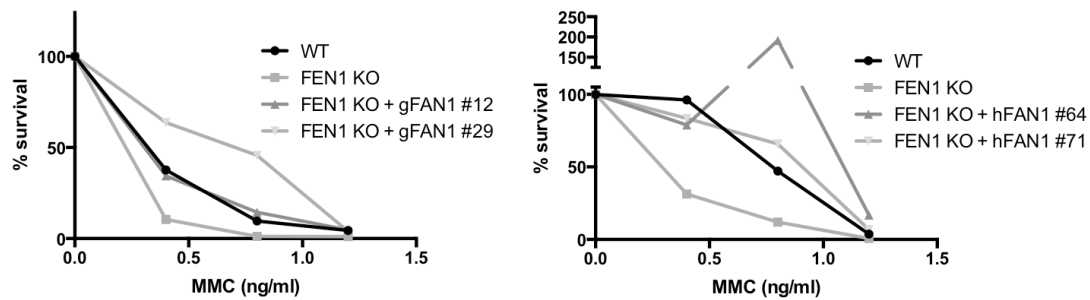 100
50
0
% survival
0.0 0.5 1.0 1.5
MMC (ng/ml)
WT
FEN1 KO
FEN1 KO + gFAN1 #12
FEN1 KO + gFAN1 #29
250
200
150
100
50
0
% survival
0.0 0.5 1.0 1.5
MMC (ng/ml)
WT
FEN1 KO
FEN1 KO + hFAN1 #64
FEN1 KO + hFAN1 #71